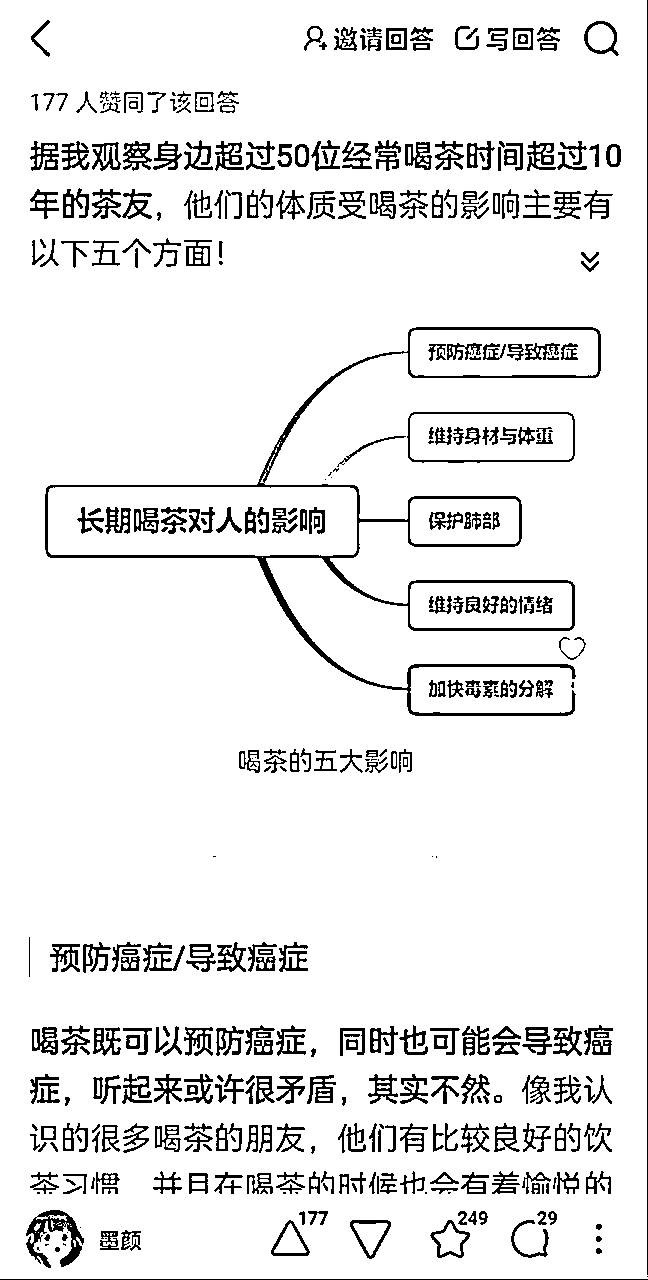 邀请回答 写回答
177 人赞同了该回答
据我观察身边超过50位经常喝茶时间超过10
年的茶友，他们的体质受喝茶的影响主要有
以下五个方面！
预防癌症/导致癌症
维持身材与体重
长期喝茶对人的影响
保护肺部
维持良好的情绪
加快毒素的分解
喝茶的五大影响
预防癌症/导致癌症
喝茶既可以预防癌症，同时也可能会导致癌
症，听起来或许很矛盾，其实不然。像我认
识的很多喝茶的朋友，他们有比较良好的饮
茶习惯，并且在喝茶的时候也会有着愉悦的
墨颜 177 249 29